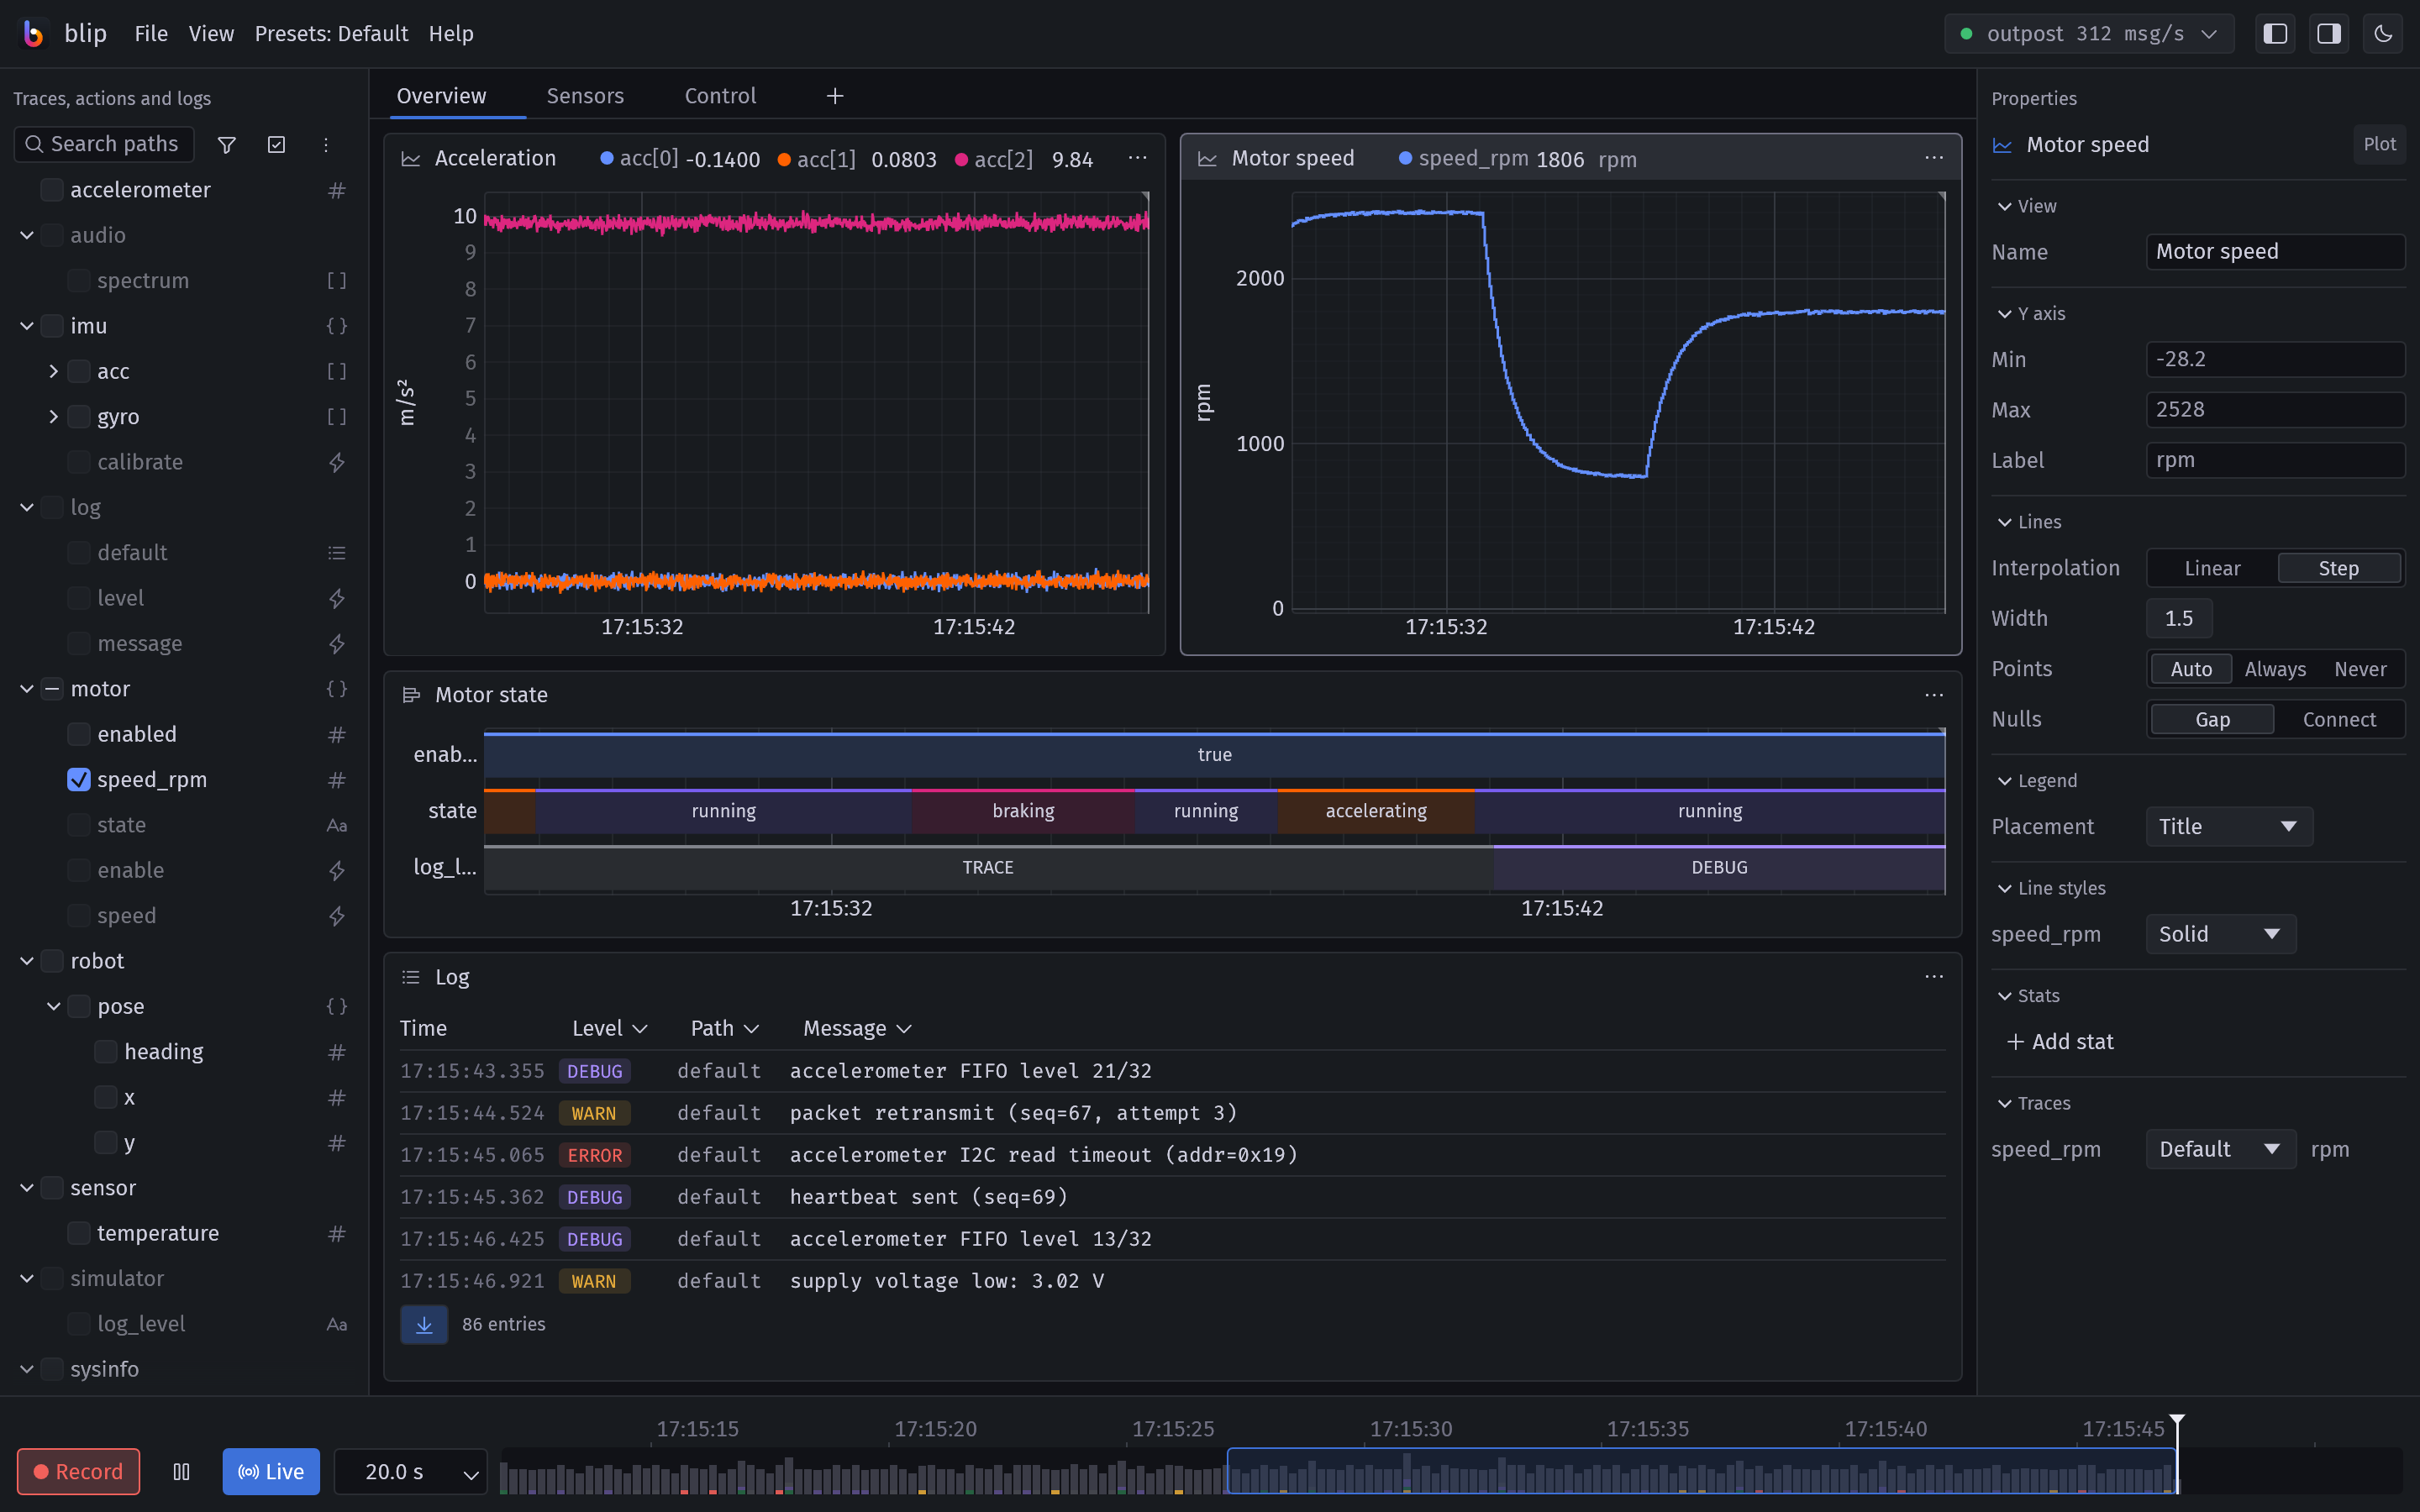 blip File View Presets: Default Help outpost 312 msg/s
Traces, actions and logs
Search paths
accelerometer #
audio
spectrum []
imu {}
acc []
gyro []
calibrate
log
default
level
message
motor {}
enabled #
speed_rpm #
state Aa
enable
speed
robot
pose {}
heading #
x #
y #
sensor
temperature #
simulator
log_level Aa
sysinfo
Overview Sensors Control +
Acceleration acc[0] -0.1400 acc[1] 0.0803 acc[2] 9.84 ...
m/s²
10
9
8
7
6
5
4
3
2
1
0
17:15:32 17:15:42
Motor speed speed_rpm 1806 rpm ...
rpm
2000
1000
0
17:15:32 17:15:42
Motor state ...
enab... true
state running braking running accelerating running
log_l... TRACE DEBUG
17:15:32 17:15:42
Log ...
Time Level Path Message
17:15:43.355 DEBUG default accelerometer FIFO level 21/32
17:15:44.524 WARN default packet retransmit (seq=67, attempt 3)
17:15:45.065 ERROR default accelerometer I2C read timeout (addr=0x19)
17:15:45.362 DEBUG default heartbeat sent (seq=69)
17:15:46.425 DEBUG default accelerometer FIFO level 13/32
17:15:46.921 WARN default supply voltage low: 3.02 V
86 entries
Properties
Motor speed Plot
View
Name Motor speed
Y axis
Min -28.2
Max 2528
Label rpm
Lines
Interpolation Linear Step
Width 1.5
Points Auto Always Never
Nulls Gap Connect
Legend
Placement Title
Line styles
speed_rpm Solid
Stats
+ Add stat
Traces
speed_rpm Default rpm
17:15:15 17:15:20 17:15:25 17:15:30 17:15:35 17:15:40 17:15:45
Record Live 20.0 s